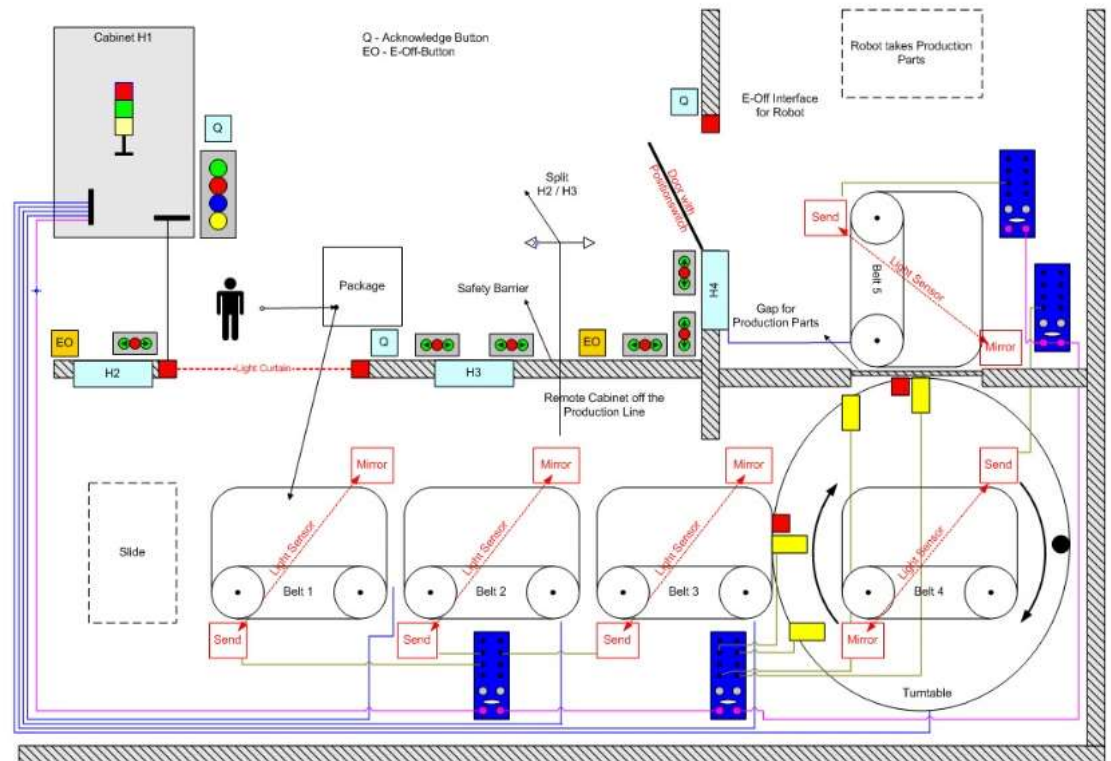 Cabinet H1
Q - Acknowledge Button
EO - E-Off-Button
Robot takes Production
Parts
Q
E-Off Interface
for Robot
Q
Split
H2 / H3
Door with
Positionswitch
Send
Light Sensor
Belt 5
Mirror
Package
Safety Barrier
H4
Gap for
Production Parts
EO
Q
EO
H2
Light Curtain
H3
Remote Cabinet off the
Production Line
Mirror
Mirror
Mirror
Send
Slide
Light Sensor
Light Sensor
Light Sensor
Light Sensor
Belt 1
Belt 2
Belt 3
Belt 4
Send
Send
Send
Mirror
Turntable